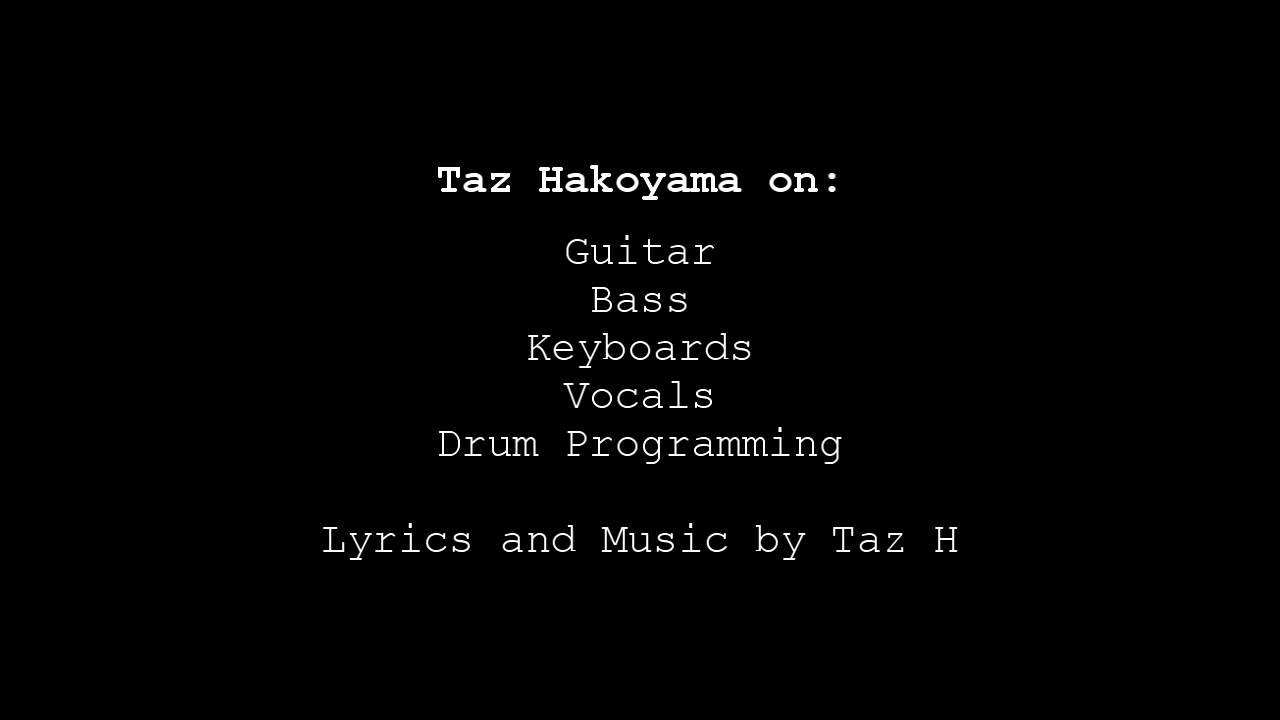 Taz Hakoyama on:
Guitar
Bass
Keyboards
Vocals
Drum Programming
Lyrics and Music by Taz H